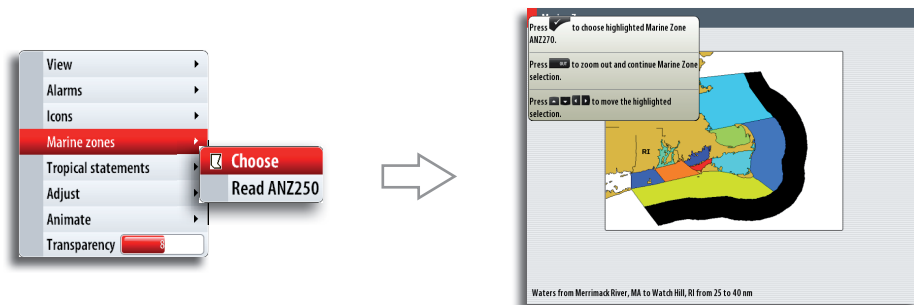 View
Alarms
Icons
Marine zones
Tropical statements
Adjust
Animate
Transparency 8
Choose
Read ANZ250
Press to choose highlighted Marine Zone
ANZ270.
Press OUT to zoom out and continue Marine Zone
selection.
Press to move the highlighted
selection.
RI
Waters from Merrimack River, MA to Watch Hill, RI from 25 to 40 nm